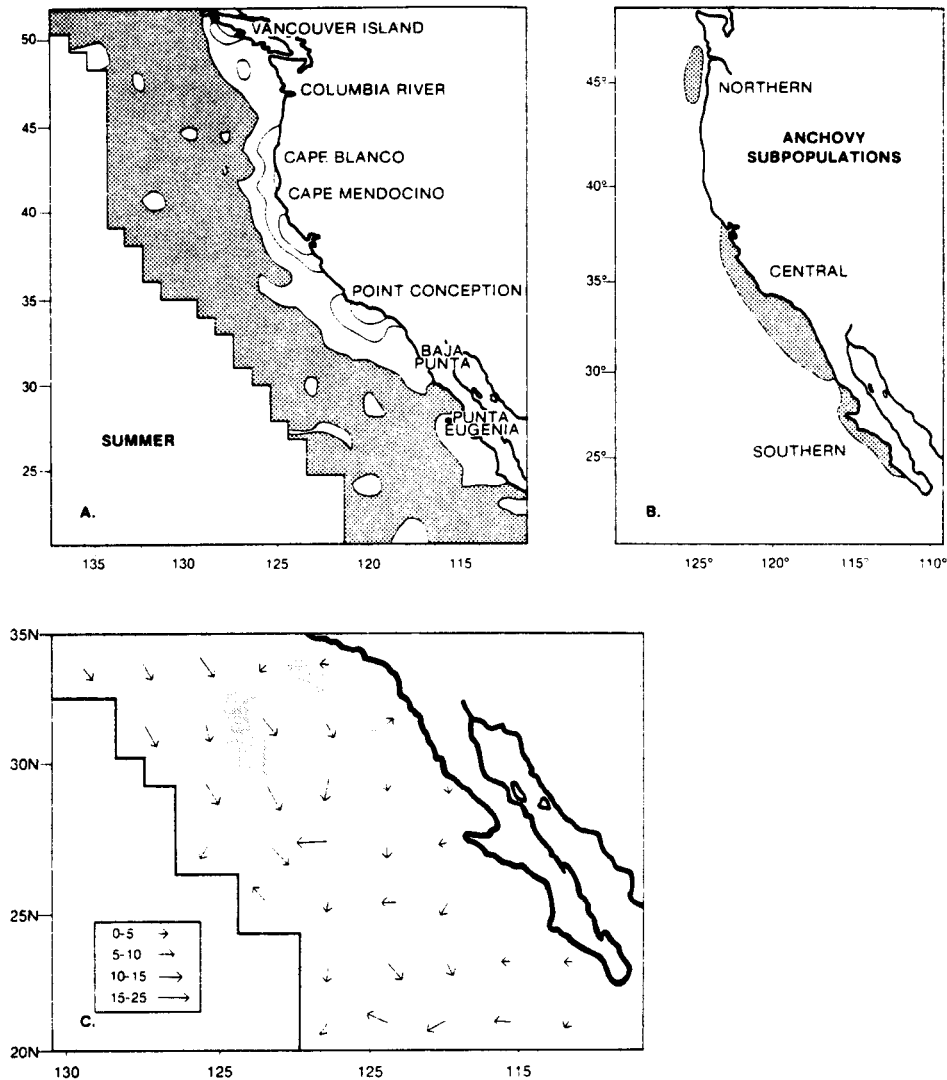 50
45
40
35
30
25
135
130
125
120
115
VANCOUVER ISLAND
COLUMBIA RIVER
CAPE BLANCO
CAPE MENDOCINO
POINT CONCEPTION
BAJA
PUNTA
PUNTA
EUGENIA
SUMMER
A.
45°
40°
35°
30°
25°
125°
120°
115°
110°
NORTHERN
ANCHOVY
SUBPOPULATIONS
CENTRAL
SOUTHERN
B.
35N
30N
25N
20N
0-5
5-10
10-15
15-25
C.
130
125
125
115